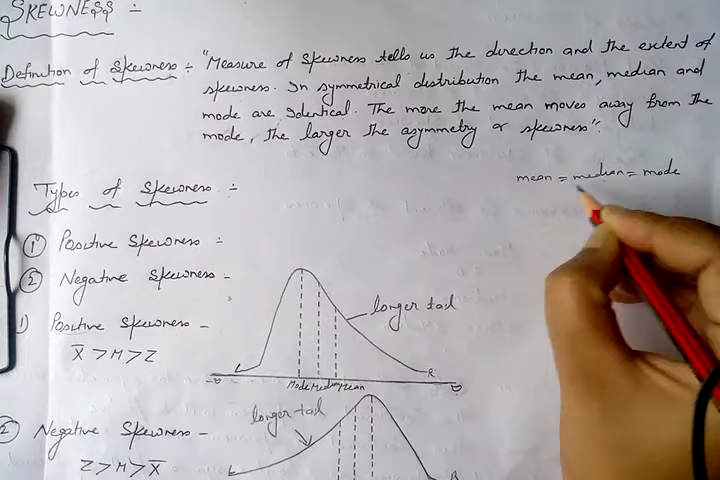 SKEWNESS :-
Definition of Skewness :- "Measure of Skewness tells us the direction and the extent of
skewness. In symmetrical distribution the mean, median and
mode are identical. The more the mean moves away from the
mode, the larger the asymmetry or skewness".
mean = median = mode
Types of Skewness :-
① Positive Skewness :-
② Negative Skewness -
1) Positive Skewness -
X̅ > M > Z
longer tail
L
R
Mode Median Mean
② Negative Skewness -
Z > M > X̅
longer tail
L
R